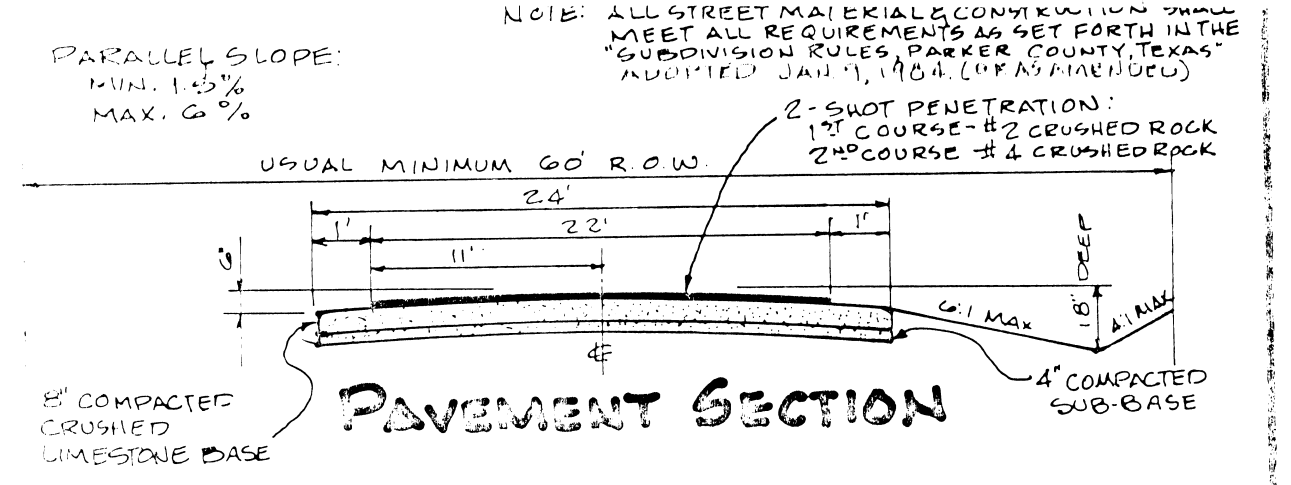 NOTE: ALL STREET MATERIAL & CONSTRUCTION SHALL
MEET ALL REQUIREMENTS AS SET FORTH IN THE
"SUBDIVISION RULES, PARKER COUNTY, TEXAS"
ADOPTED JAN 9, 1984. (OR AS AMENDED)
PARALLEL SLOPE:
MIN. 1.5%
MAX. 6%
2-SHOT PENETRATION:
1ST COURSE - #2 CRUSHED ROCK
2ND COURSE #4 CRUSHED ROCK
USUAL MINIMUM 60' R.O.W.
24'
1'
22'
1'
11'
6"
18" DEEP
6:1 MAX
4:1 MAX
℄
8" COMPACTED
CRUSHED
LIMESTONE BASE
4" COMPACTED
SUB-BASE
PAVEMENT SECTION